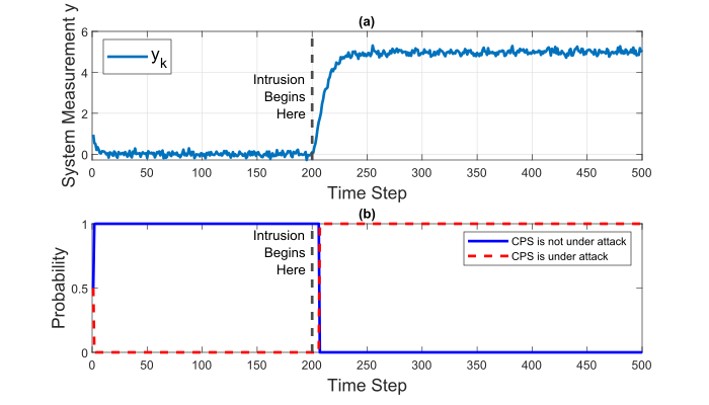 (a)
System Measurement y
6
4
2
0
y_k
Intrusion
Begins
Here
0 50 100 150 200 250 300 350 400 450 500
Time Step
(b)
Probability
1
0.5
0
Intrusion
Begins
Here
CPS is not under attack
CPS is under attack
0 50 100 150 200 250 300 350 400 450 500
Time Step